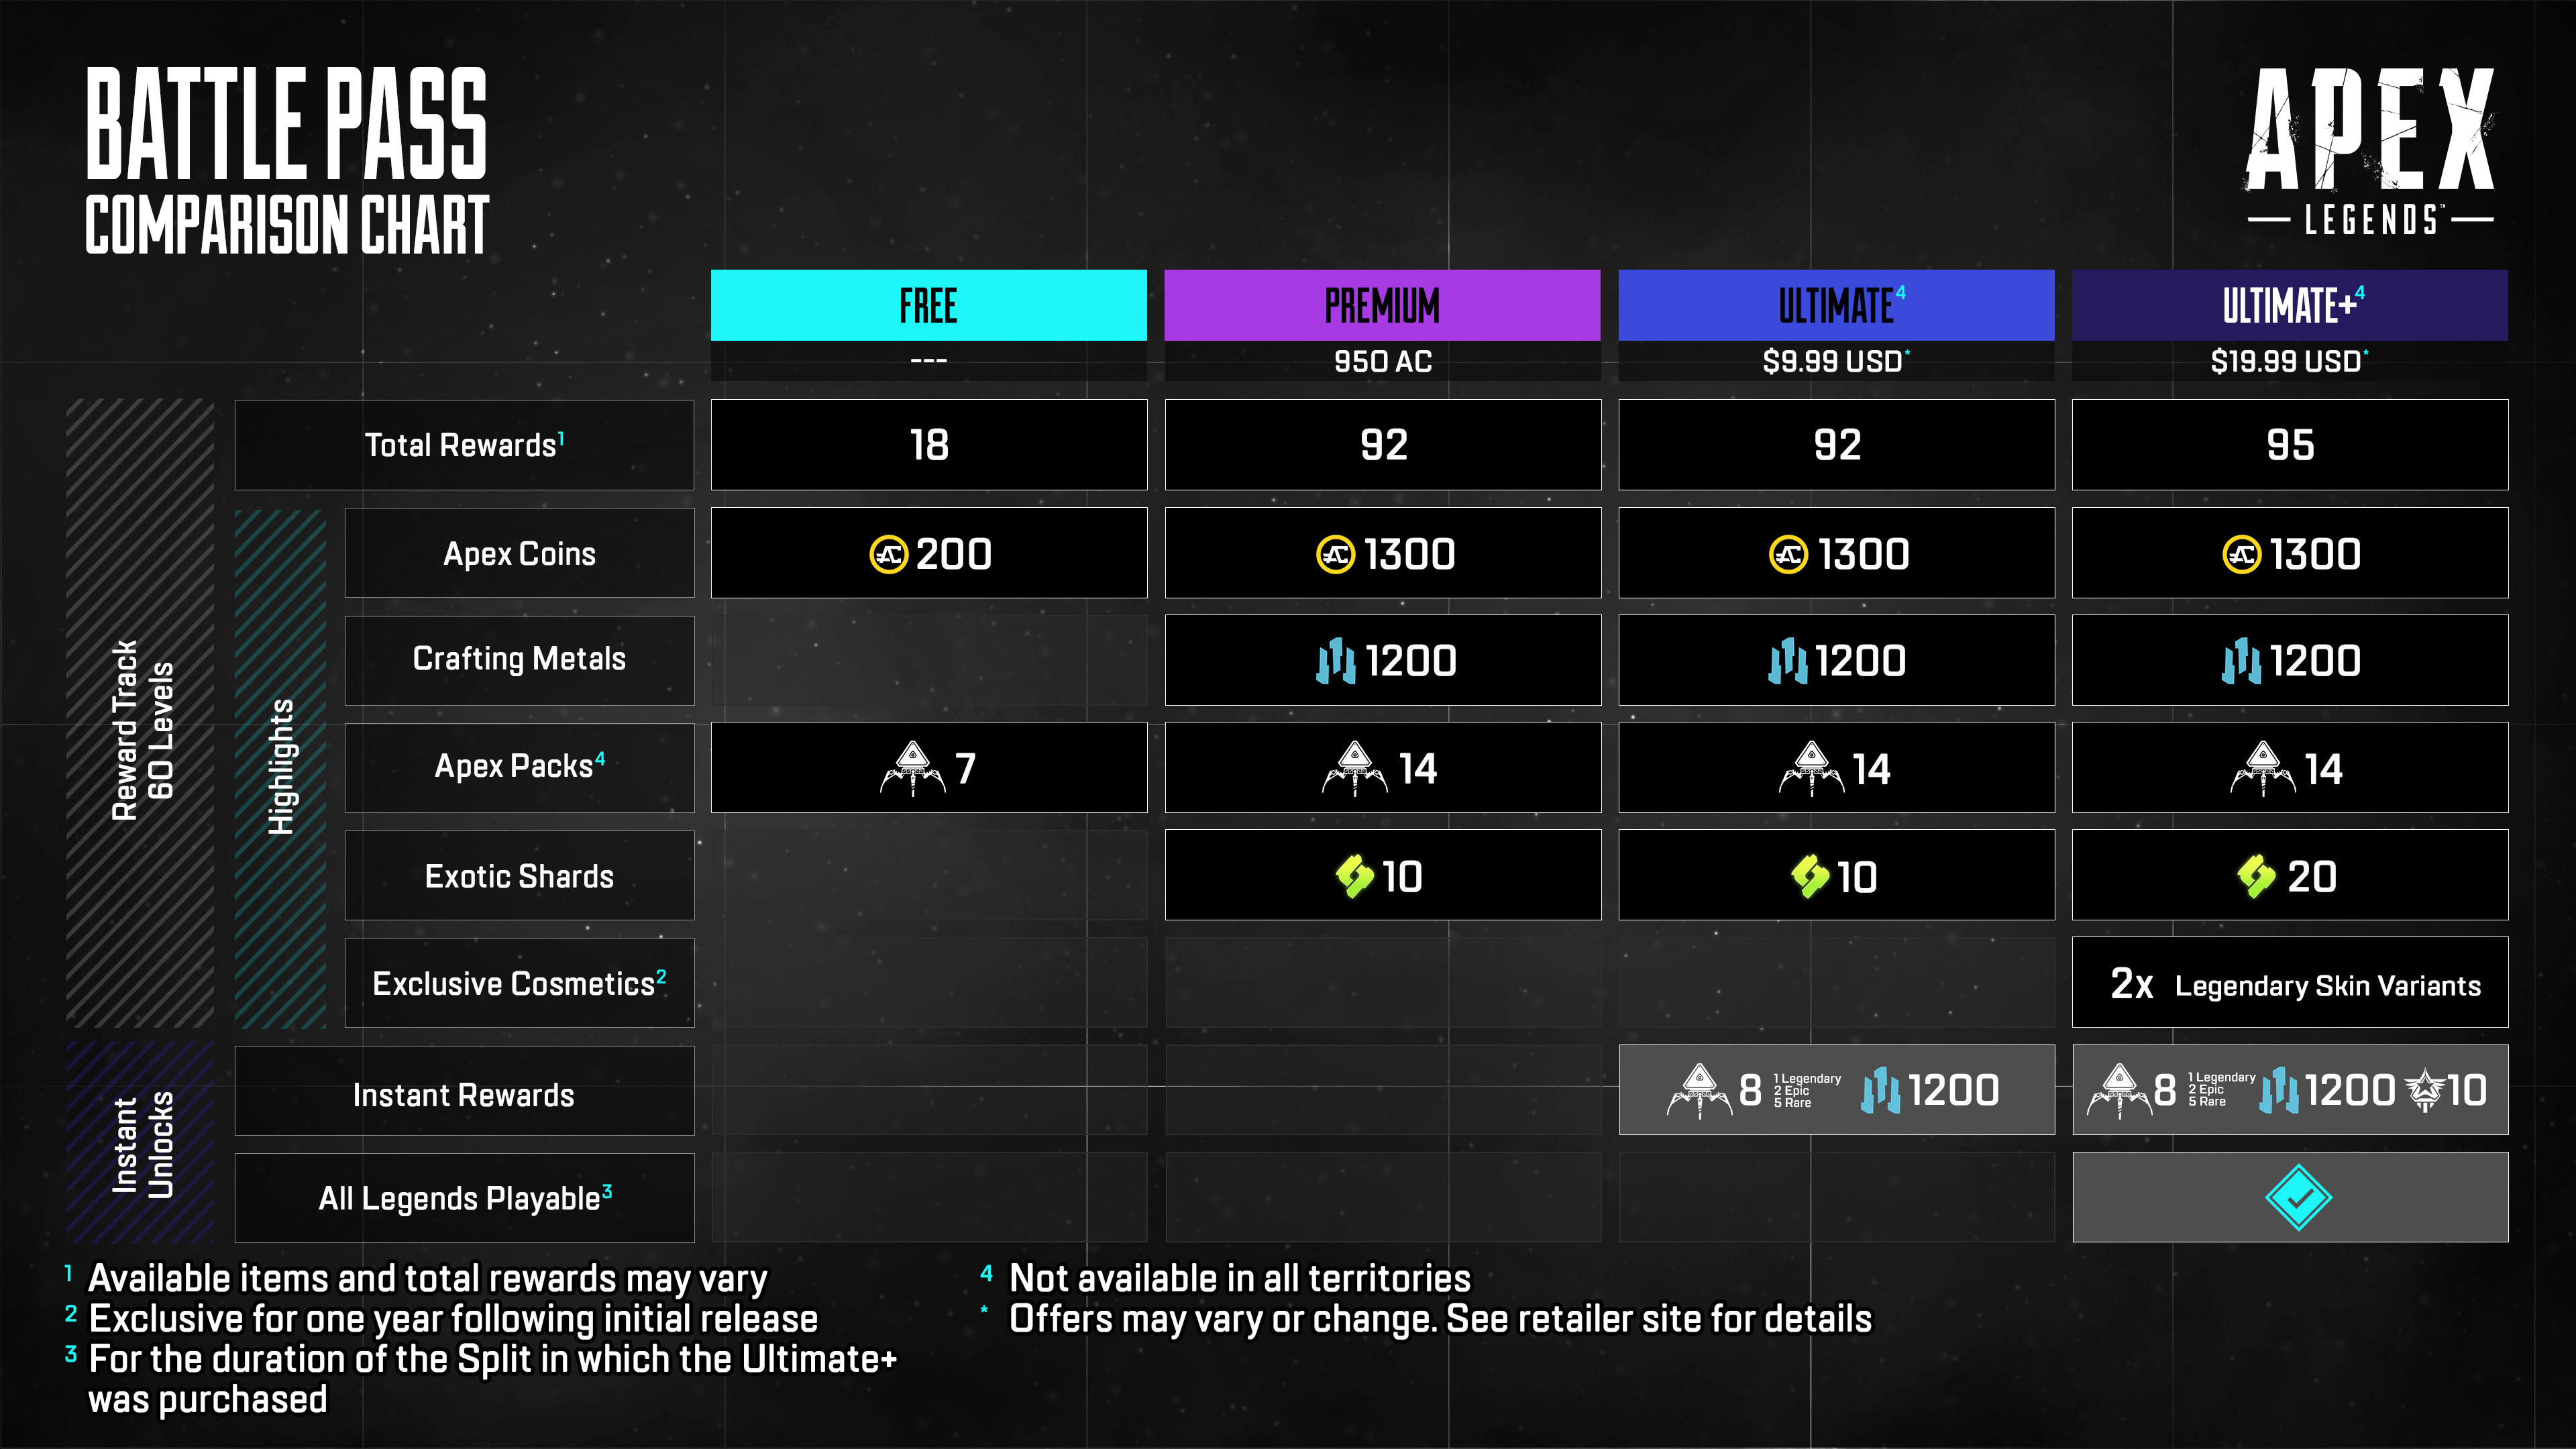 BATTLE PASS
COMPARISON CHART
APEX
LEGENDS™
FREE PREMIUM ULTIMATE⁴ ULTIMATE+⁴
--- 950 AC $9.99 USD* $19.99 USD*
Reward Track
60 Levels
Total Rewards¹ 18 92 92 95
Highlights
Apex Coins AC 200 AC 1300 AC 1300 AC 1300
Crafting Metals 1200 1200 1200
Apex Packs⁴ 7 14 14 14
Exotic Shards 10 10 20
Exclusive Cosmetics² 2x Legendary Skin Variants
Instant
Unlocks
Instant Rewards 8 1 Legendary
2 Epic
5 Rare
1200
8 1 Legendary
2 Epic
5 Rare
1200 10
All Legends Playable³
¹ Available items and total rewards may vary
² Exclusive for one year following initial release
³ For the duration of the Split in which the Ultimate+
was purchased
⁴ Not available in all territories
* Offers may vary or change. See retailer site for details